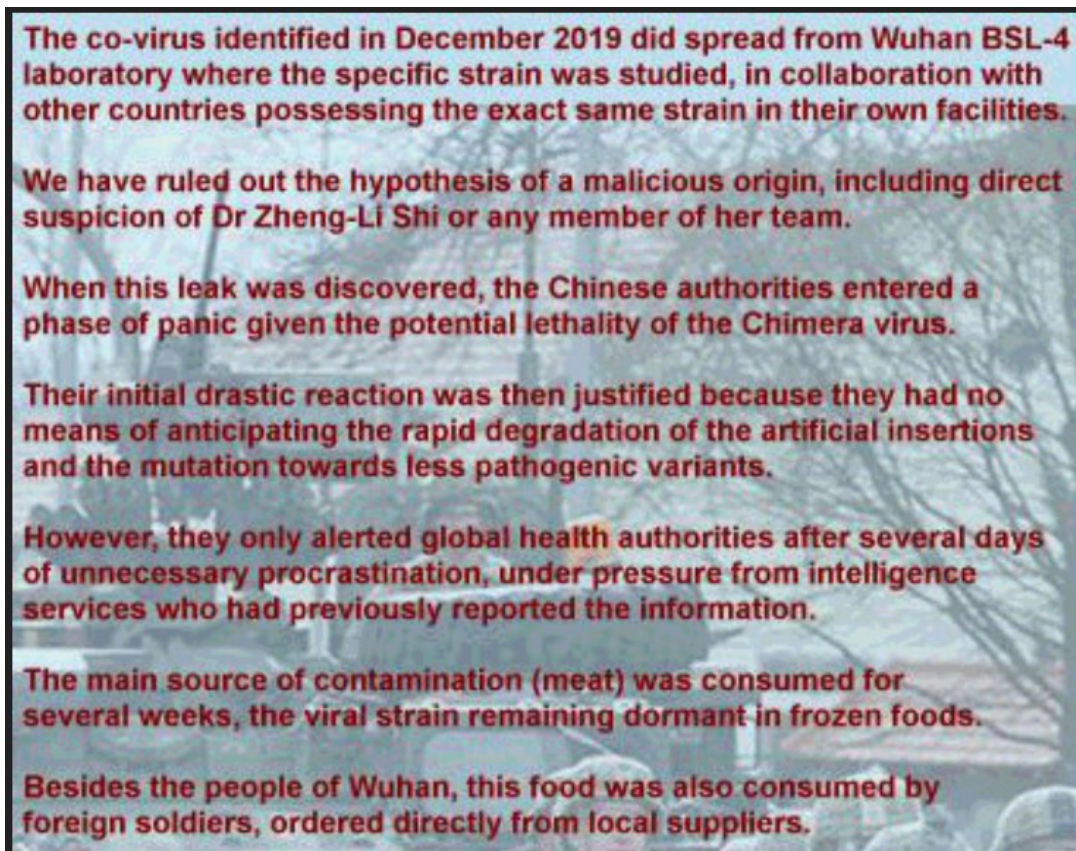 The co-virus identified in December 2019 did spread from Wuhan BSL-4
laboratory where the specific strain was studied, in collaboration with
other countries possessing the exact same strain in their own facilities.
We have ruled out the hypothesis of a malicious origin, including direct
suspicion of Dr Zheng-Li Shi or any member of her team.
When this leak was discovered, the Chinese authorities entered a
phase of panic given the potential lethality of the Chimera virus.
Their initial drastic reaction was then justified because they had no
means of anticipating the rapid degradation of the artificial insertions
and the mutation towards less pathogenic variants.
However, they only alerted global health authorities after several days
of unnecessary procrastination, under pressure from intelligence
services who had previously reported the information.
The main source of contamination (meat) was consumed for
several weeks, the viral strain remaining dormant in frozen foods.
Besides the people of Wuhan, this food was also consumed by
foreign soldiers, ordered directly from local suppliers.